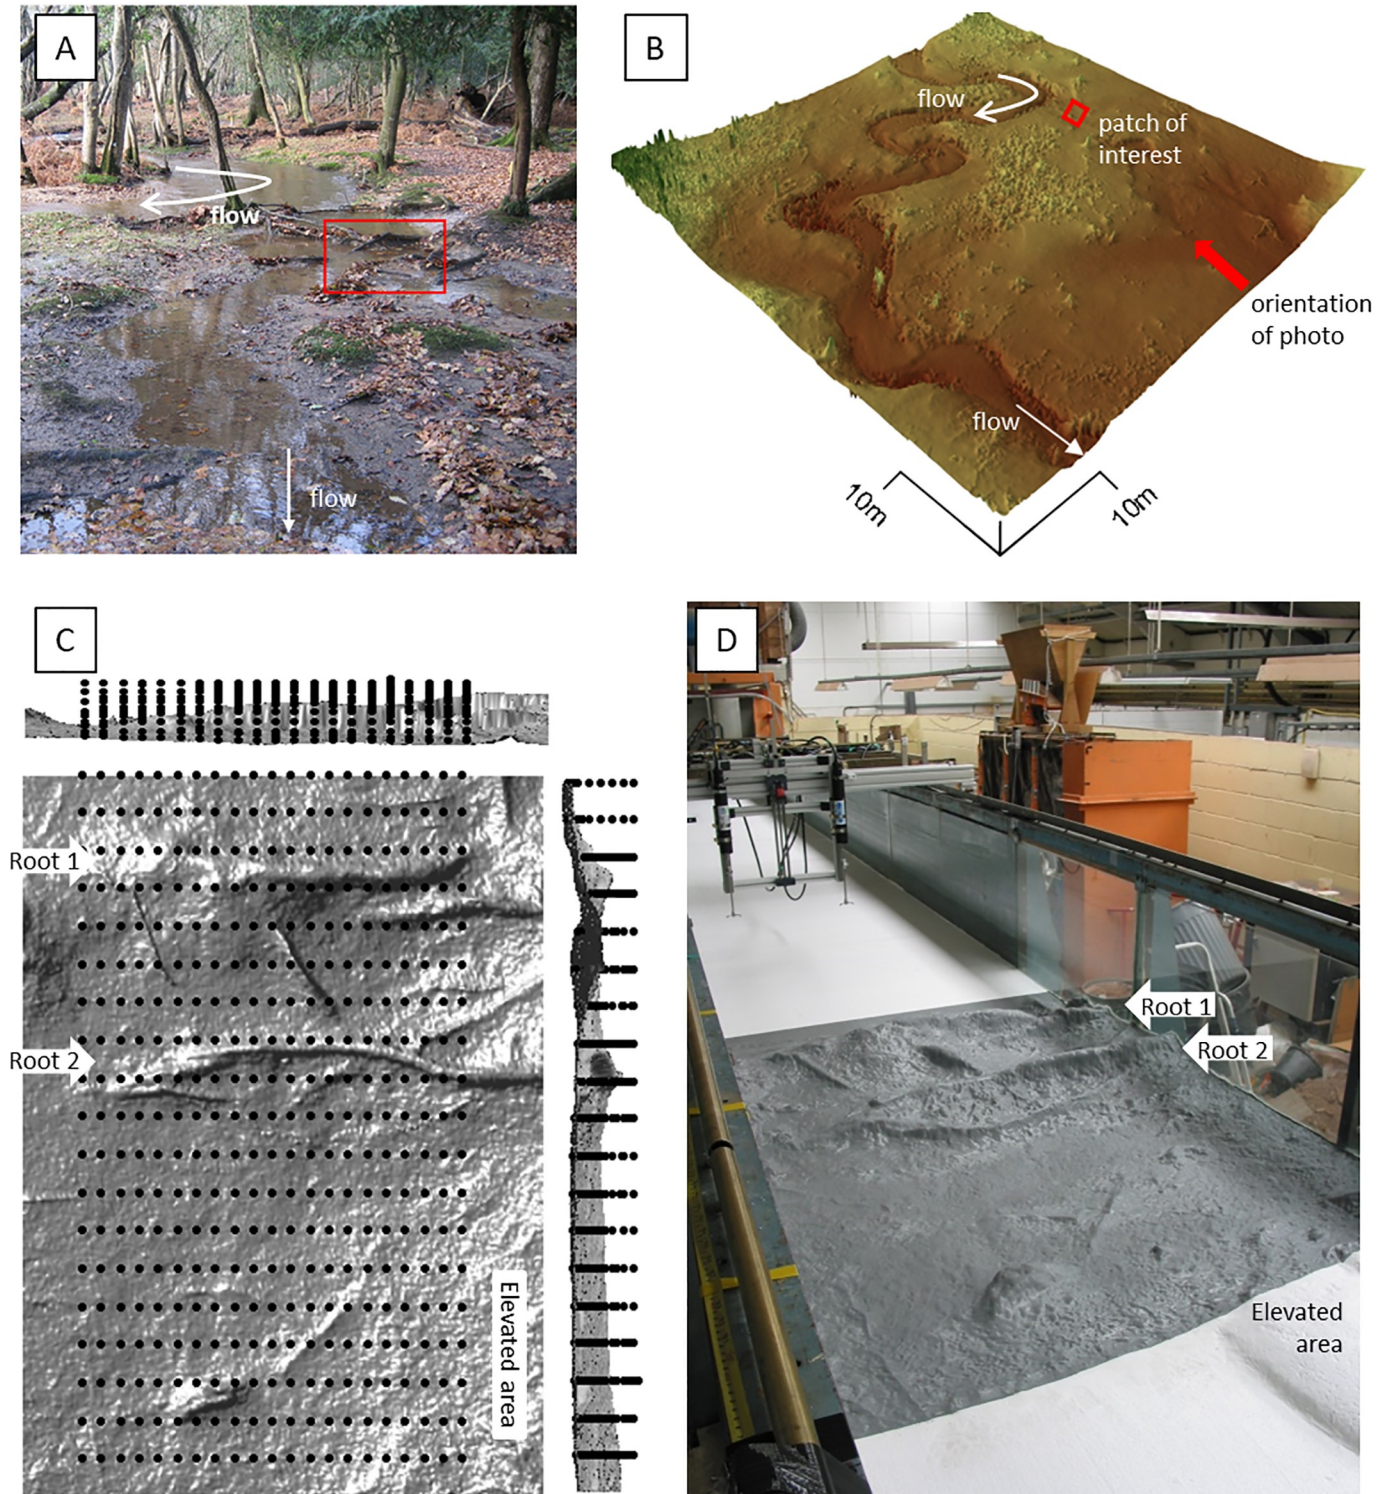 A
flow
flow
B
flow
patch of
interest
orientation
of photo
flow
10m
10m
C
Root 1
Root 2
Elevated area
D
Root 1
Root 2
Elevated
area